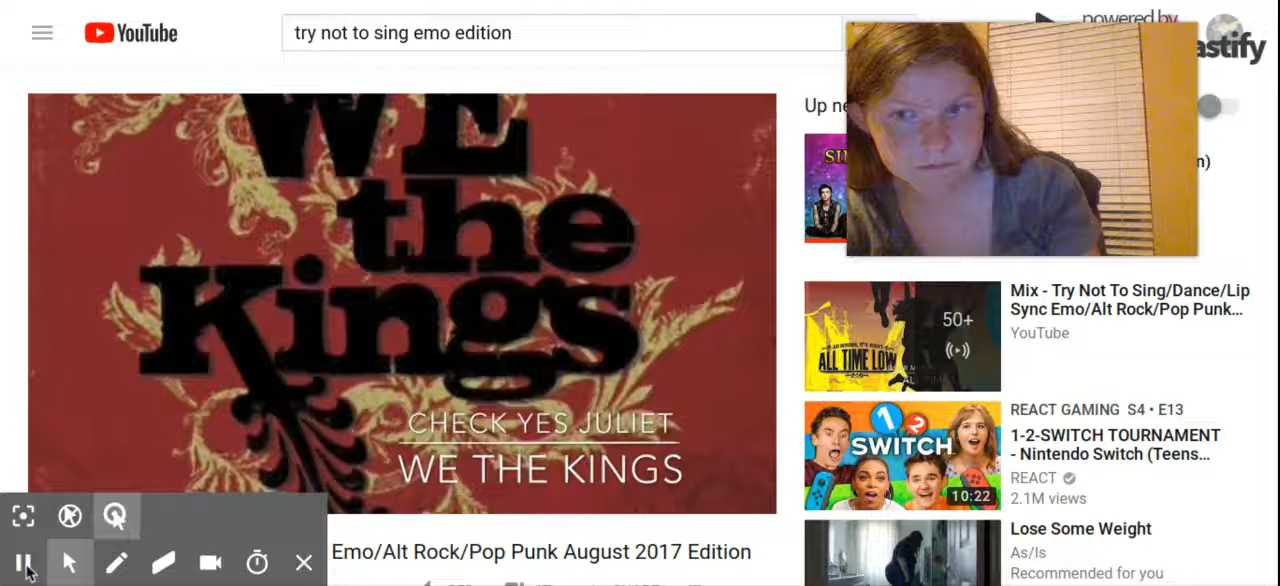 YouTube
try not to sing emo edition
powered by
astify
WE
the
Kings
CHECK YES JULIET
WE THE KINGS
Emo/Alt Rock/Pop Punk August 2017 Edition
Up ne
n)
50+
ALL TIME LOW
Mix - Try Not To Sing/Dance/Lip
Sync Emo/Alt Rock/Pop Punk...
YouTube
1 2
SWITCH
10:22
REACT GAMING S4 • E13
1-2-SWITCH TOURNAMENT
- Nintendo Switch (Teens...
REACT
2.1M views
Lose Some Weight
As/Is
Recommended for you